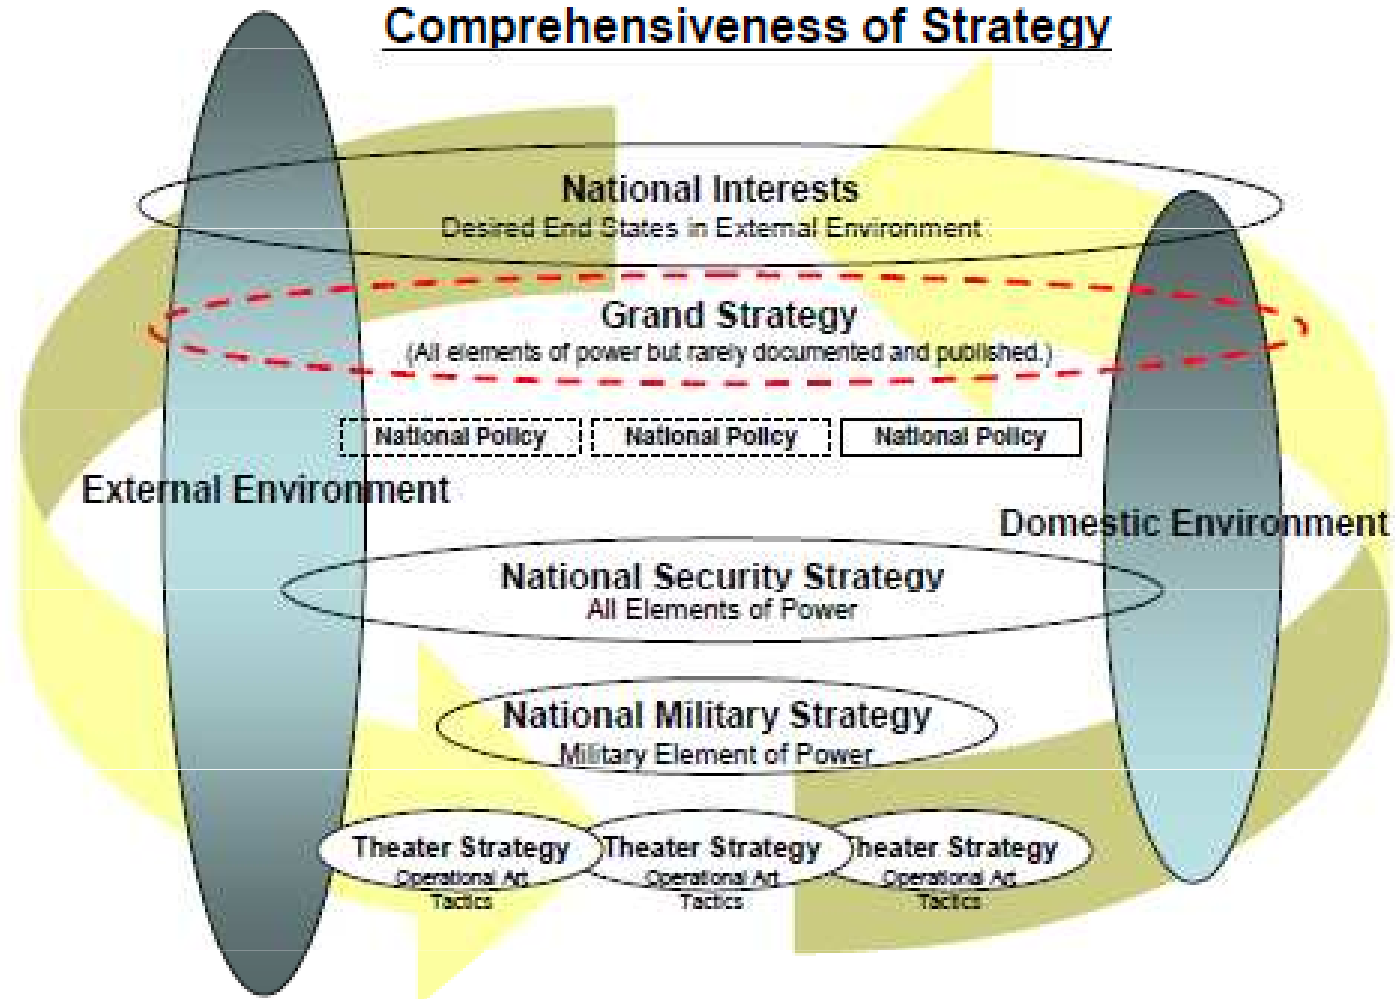 Comprehensiveness of Strategy
National Interests
Desired End States in External Environment
Grand Strategy
(All elements of power but rarely documented and published.)
National Policy
National Policy
National Policy
External Environment
Domestic Environment
National Security Strategy
All Elements of Power
National Military Strategy
Military Element of Power
Theater Strategy
Operational Art
Tactics
Theater Strategy
Operational Art
Tactics
Theater Strategy
Operational Art
Tactics